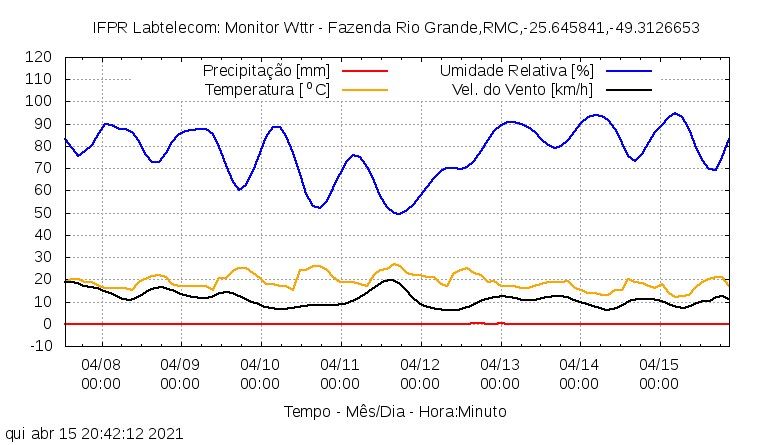 IFPR Labtelecom: Monitor Wttr - Fazenda Rio Grande,RMC,-25.645841,-49.3126653
Precipitação [mm]
Temperatura [⁰C]
Umidade Relativa [%]
Vel. do Vento [km/h]
120
110
100
90
80
70
60
50
40
30
20
10
0
-10
04/08 04/09 04/10 04/11 04/12 04/13 04/14 04/15
00:00 00:00 00:00 00:00 00:00 00:00 00:00 00:00
Tempo - Mês/Dia - Hora:Minuto
qui abr 15 20:42:12 2021